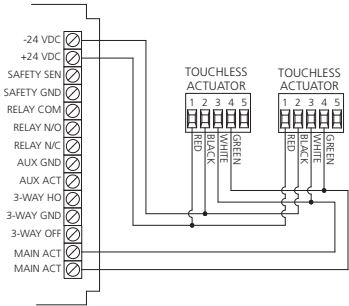 -24 VDC
+24 VDC
SAFETY SEN
SAFETY GND
RELAY COM
RELAY N/O
RELAY N/C
AUX GND
AUX ACT
3-WAY HO
3-WAY GND
3-WAY OFF
MAIN ACT
MAIN ACT
TOUCHLESS
ACTUATOR
1 2 3 4 5
RED
BLACK
WHITE
GREEN
TOUCHLESS
ACTUATOR
1 2 3 4 5
RED
BLACK
WHITE
GREEN